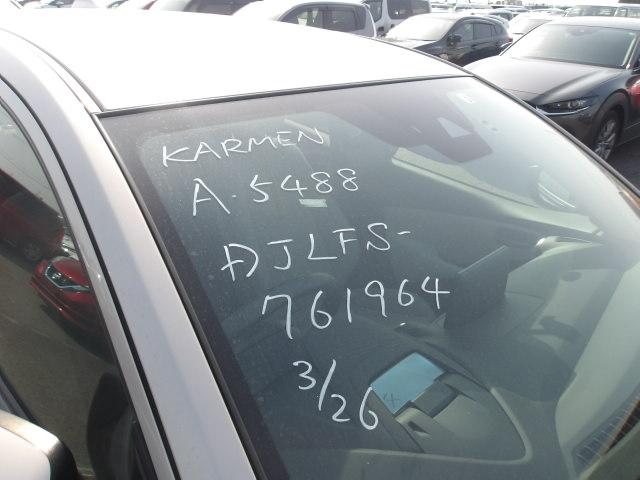 KARMEN
A.5488
DJLFS-
761964
3/26